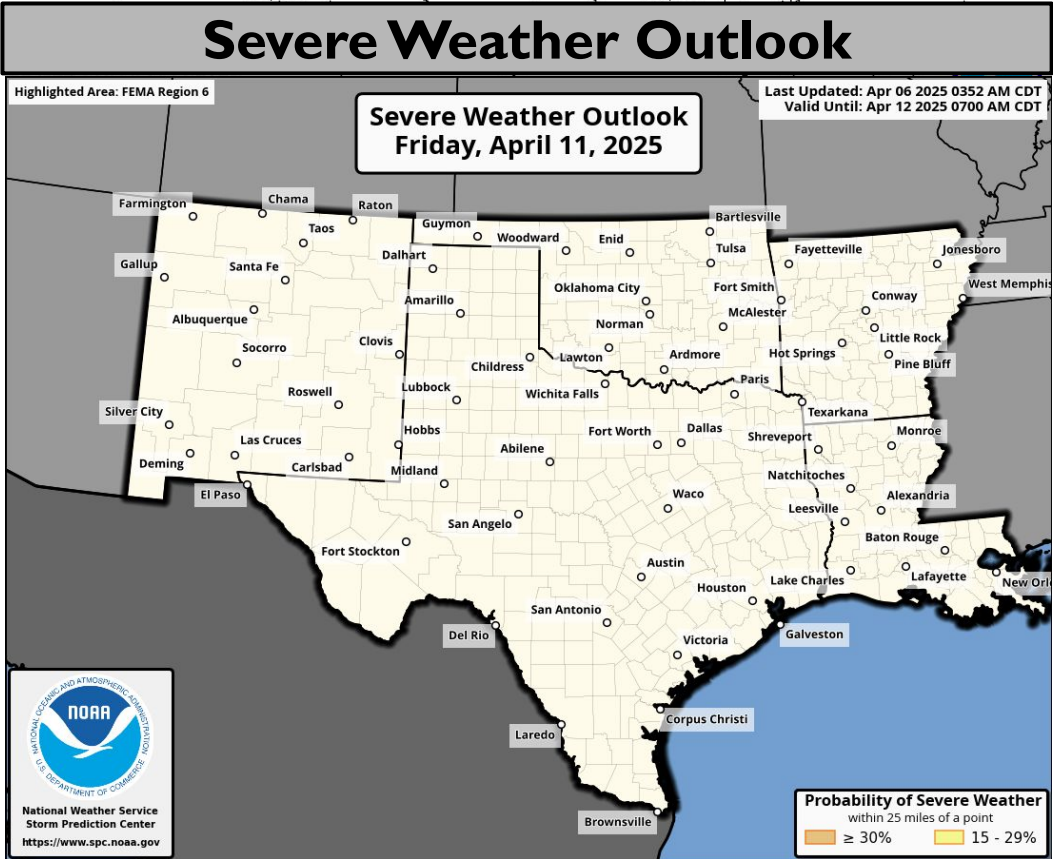 Severe Weather Outlook
Highlighted Area: FEMA Region 6
Last Updated: Apr 06 2025 0352 AM CDT
Valid Until: Apr 12 2025 0700 AM CDT
Severe Weather Outlook
Friday, April 11, 2025
Farmington
Chama
Raton
Taos
Guymon
Woodward
Enid
Bartlesville
Tulsa
Fayetteville
Jonesboro
Gallup
Santa Fe
Dalhart
Oklahoma City
Fort Smith
West Memphis
Albuquerque
Amarillo
Norman
McAlester
Conway
Little Rock
Socorro
Clovis
Childress
Lawton
Ardmore
Hot Springs
Pine Bluff
Roswell
Lubbock
Wichita Falls
Paris
Texarkana
Silver City
Las Cruces
Hobbs
Abilene
Fort Worth
Dallas
Shreveport
Monroe
Deming
Carlsbad
Midland
Natchitoches
El Paso
Waco
Alexandria
San Angelo
Leesville
Fort Stockton
Baton Rouge
Austin
Houston
Lake Charles
Lafayette
New Orle
San Antonio
Del Rio
Victoria
Galveston
Laredo
Corpus Christi
Brownsville
NATIONAL OCEANIC AND ATMOSPHERIC ADMINISTRATION
NOAA
U.S. DEPARTMENT OF COMMERCE
National Weather Service
Storm Prediction Center
https://www.spc.noaa.gov
Probability of Severe Weather
within 25 miles of a point
≥ 30%
15 - 29%